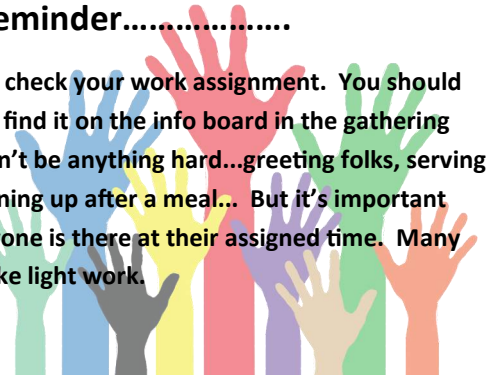 eminder……………….
check your work assignment. You should
find it on the info board in the gathering
n't be anything hard...greeting folks, serving
ning up after a meal... But it's important
one is there at their assigned time. Many
ke light work.